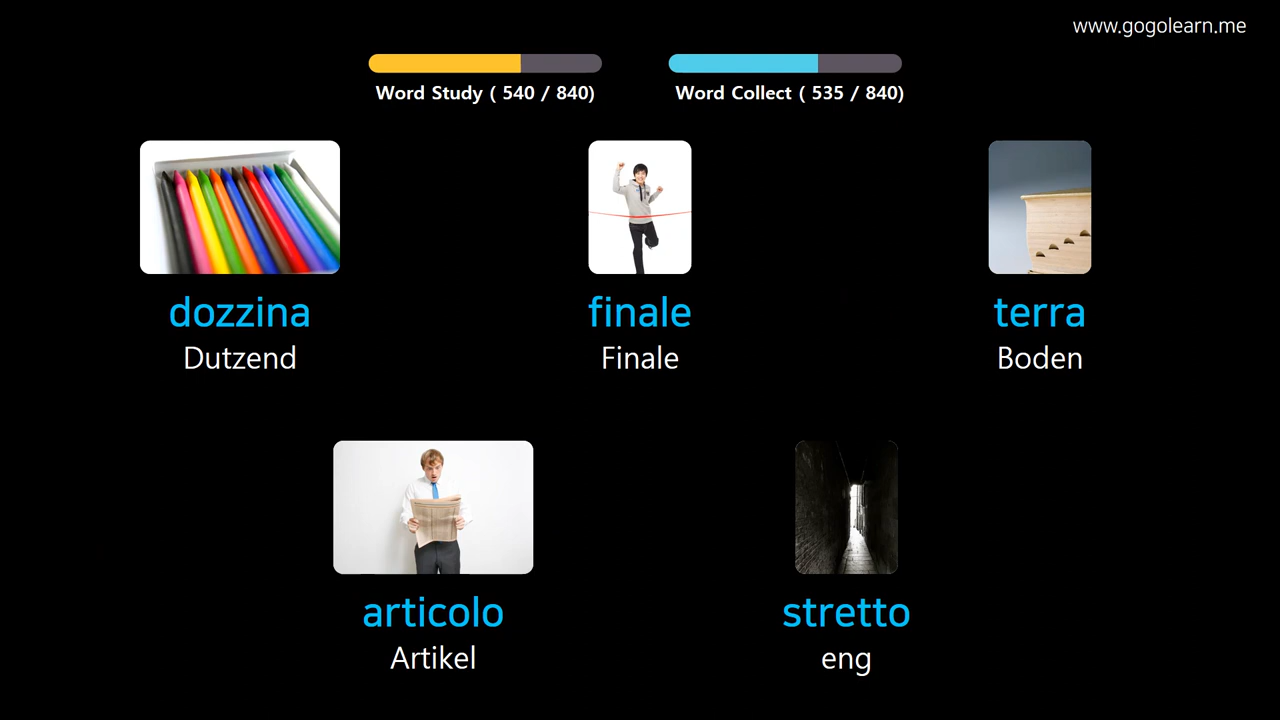 www.gogolearn.me
Word Study ( 540 / 840)
Word Collect ( 535 / 840)
dozzina
Dutzend
finale
Finale
terra
Boden
articolo
Artikel
stretto
eng